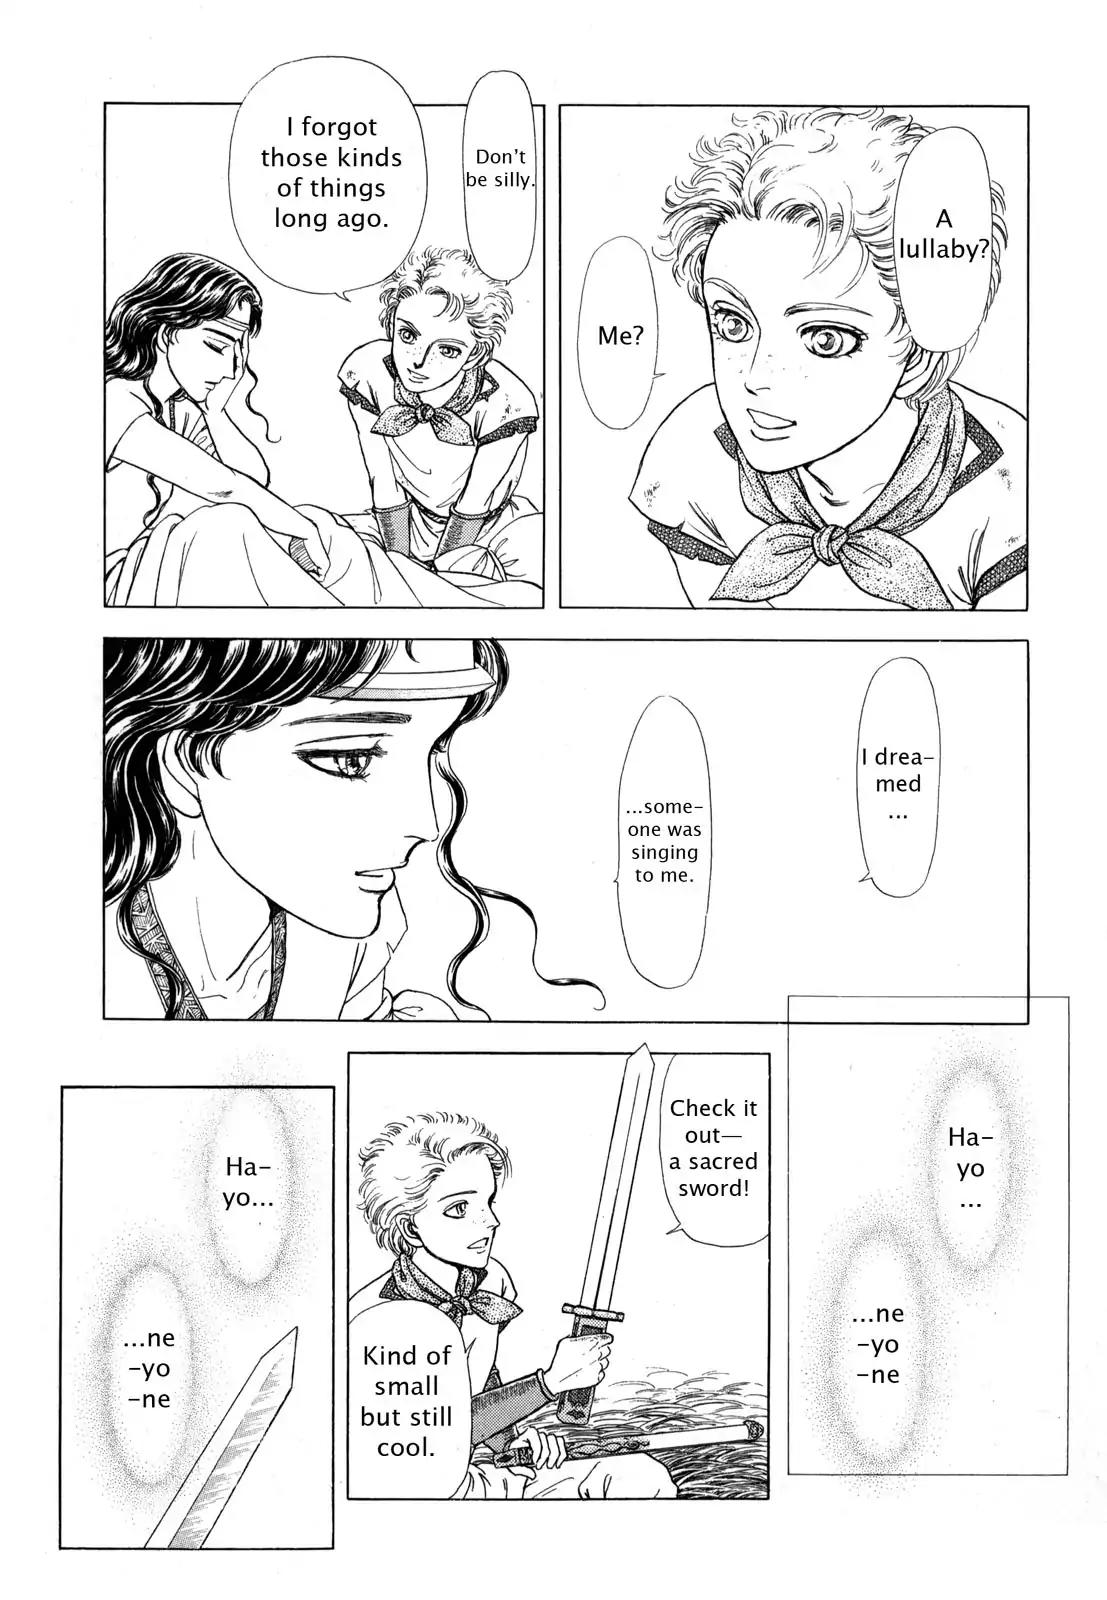 A
lullaby?
Me?
Don't
be silly.
I forgot
those kinds
of things
long ago.
I drea-
med
...
...some-
one was
singing
to me.
Ha-
yo
...
...ne
-yo
-ne
Check it
out—
a sacred
sword!
Kind of
small
but still
cool.
Ha-
yo...
...ne
-yo
-ne